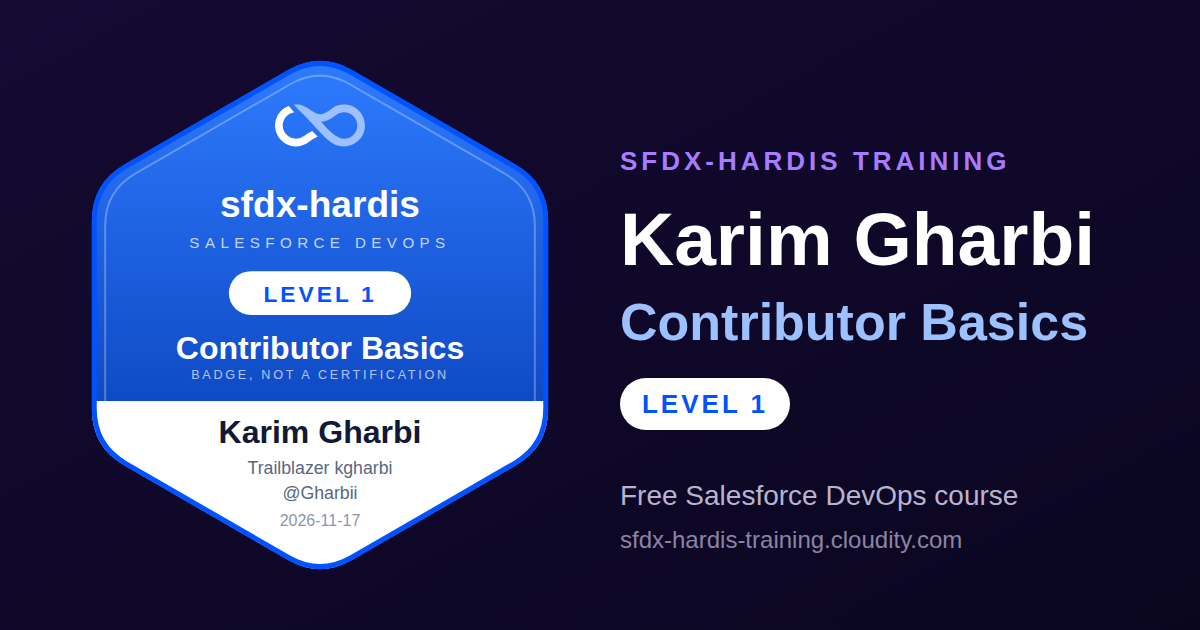 sfdx-hardis
SALESFORCE DEVOPS
LEVEL 1
Contributor Basics
BADGE, NOT A CERTIFICATION
Karim Gharbi
Trailblazer kgharbi
@Gharbii
2026-11-17
SFDX-HARDIS TRAINING
Karim Gharbi
Contributor Basics
LEVEL 1
Free Salesforce DevOps course
sfdx-hardis-training.cloudity.com